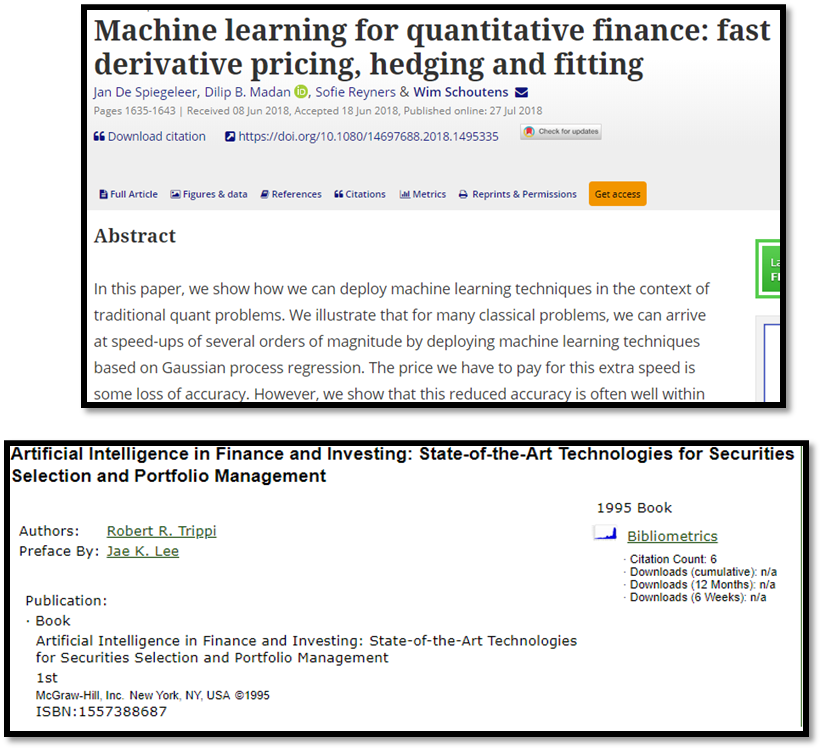 Machine learning for quantitative finance: fast
derivative pricing, hedging and fitting
Jan De Spiegeleer, Dilip B. Madan iD, Sofie Reyners & Wim Schoutens
Pages 1635-1643 | Received 08 Jun 2018, Accepted 18 Jun 2018, Published online: 27 Jul 2018
Download citation https://doi.org/10.1080/14697688.2018.1495335 Check for updates
Full Article Figures & data References Citations Metrics Reprints & Permissions Get access
Abstract
In this paper, we show how we can deploy machine learning techniques in the context of
traditional quant problems. We illustrate that for many classical problems, we can arrive
at speed-ups of several orders of magnitude by deploying machine learning techniques
based on Gaussian process regression. The price we have to pay for this extra speed is
some loss of accuracy. However, we show that this reduced accuracy is often well within
Artificial Intelligence in Finance and Investing: State-of-the-Art Technologies for Securities
Selection and Portfolio Management
1995 Book
Authors: Robert R. Trippi
Preface By: Jae K. Lee
Bibliometrics
· Citation Count: 6
· Downloads (cumulative): n/a
· Downloads (12 Months): n/a
· Downloads (6 Weeks): n/a
Publication:
· Book
Artificial Intelligence in Finance and Investing: State-of-the-Art Technologies
for Securities Selection and Portfolio Management
1st
McGraw-Hill, Inc. New York, NY, USA ©1995
ISBN:1557388687